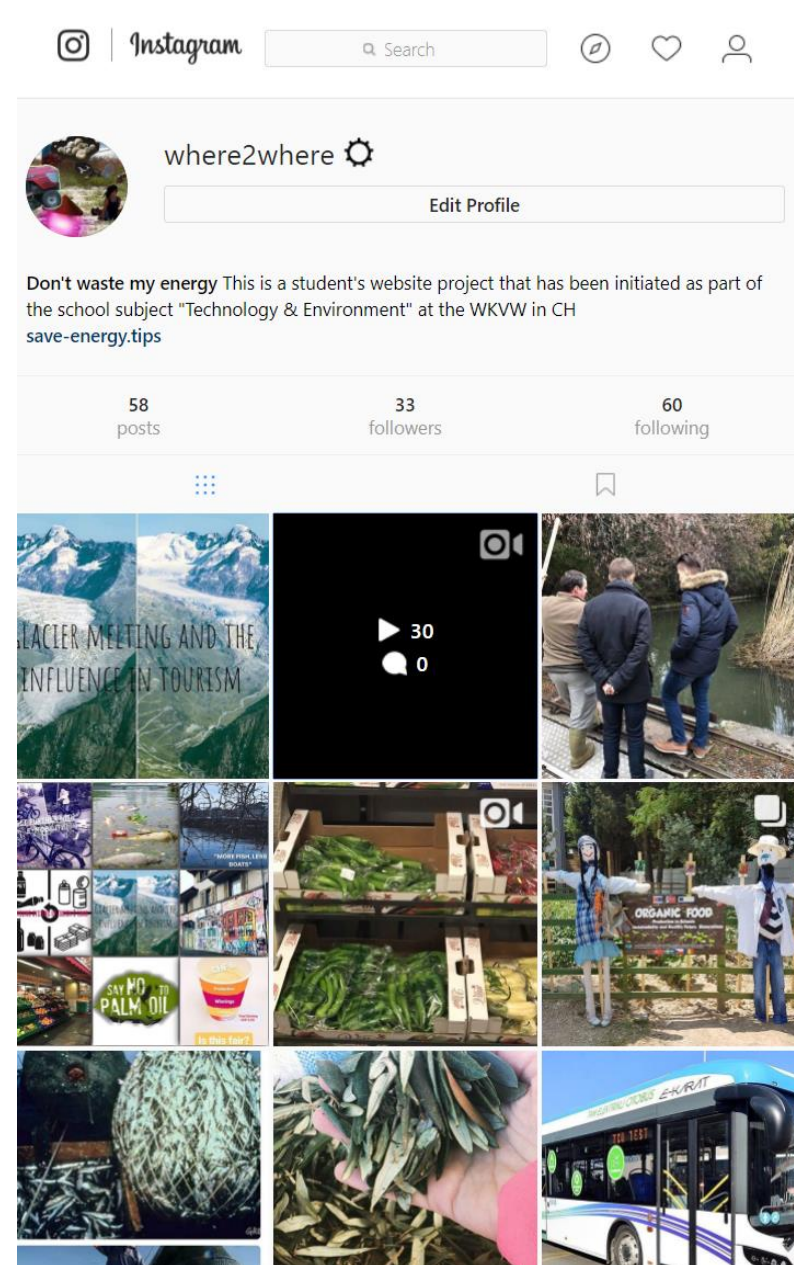 Instagram
Search
where2where
Edit Profile
Don't waste my energy This is a student's website project that has been initiated as part of
the school subject "Technology & Environment" at the WKVW in CH
save-energy.tips
58
posts
33
followers
60
following
LACIER MELTING AND THE
INFLUENCE IN TOURISM
30
0
"MORE FISH, LESS
BOATS"
SAY NO TO
PALM OIL
Is this fair?
ORGANIC FOOD
E-KARAT